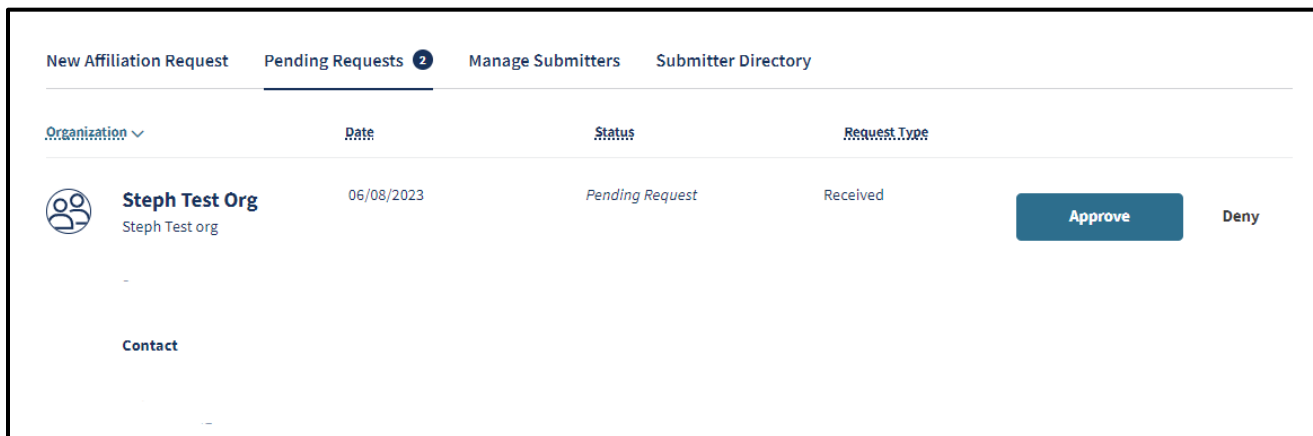 New Affiliation Request Pending Requests 2 Manage Submitters Submitter Directory
Organization Date Status Request Type
Steph Test Org 06/08/2023 Pending Request Received Approve Deny
Steph Test org
-
Contact
-